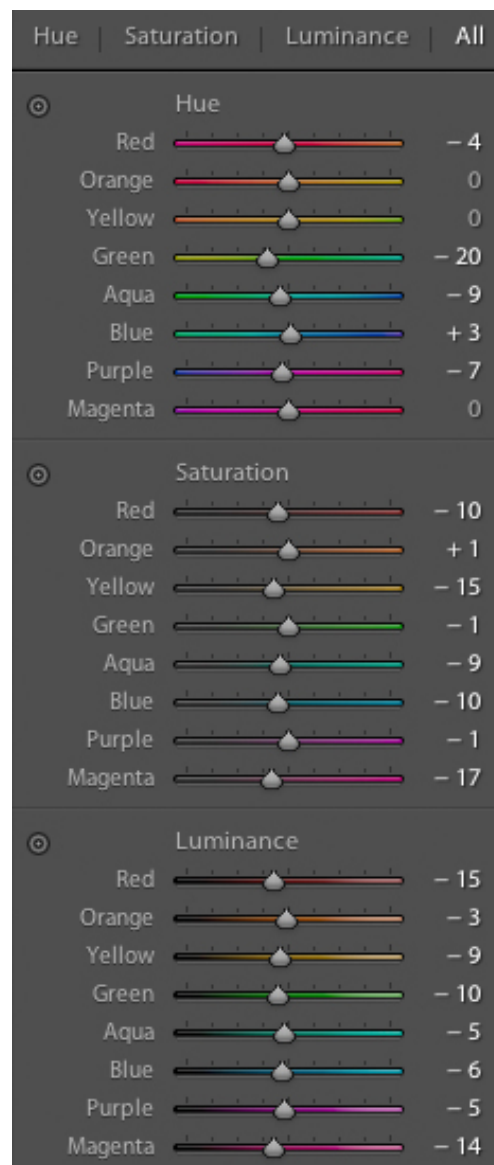 Hue | Saturation | Luminance | All
Hue
Red − 4
Orange 0
Yellow 0
Green − 20
Aqua − 9
Blue + 3
Purple − 7
Magenta 0
Saturation
Red − 10
Orange + 1
Yellow − 15
Green − 1
Aqua − 9
Blue − 10
Purple − 1
Magenta − 17
Luminance
Red − 15
Orange − 3
Yellow − 9
Green − 10
Aqua − 5
Blue − 6
Purple − 5
Magenta − 14